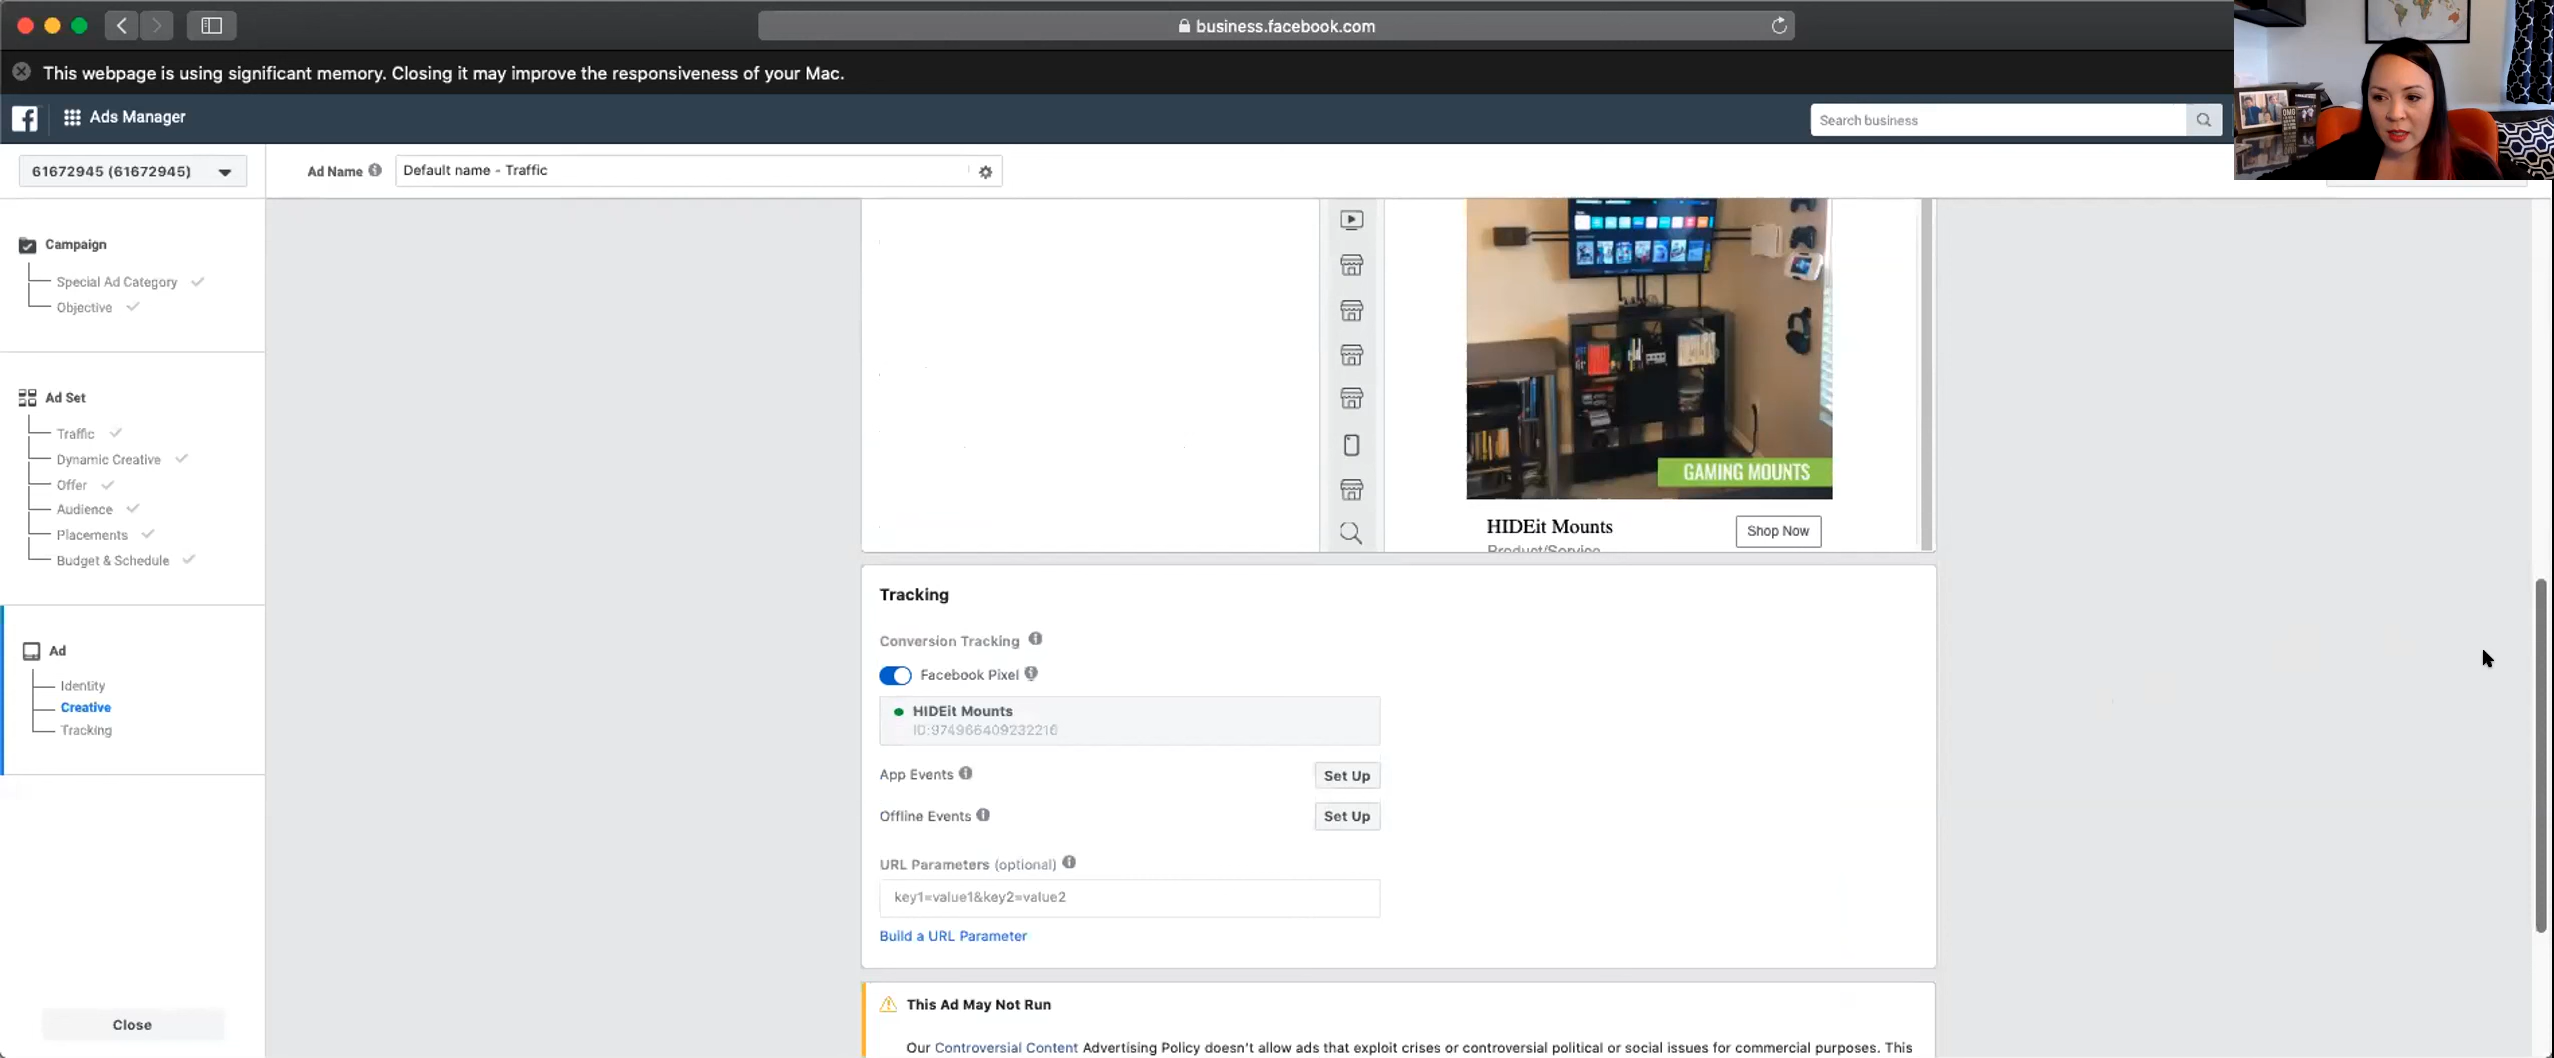 business.facebook.com
This webpage is using significant memory. Closing it may improve the responsiveness of your Mac.
Ads Manager
Search business
61672945 (61672945)
Ad Name
Default name - Traffic
Campaign
Special Ad Category
Objective
Ad Set
Traffic
Dynamic Creative
Offer
Audience
Placements
Budget & Schedule
Ad
Identity
Creative
Tracking
Close
GAMING MOUNTS
HIDEit Mounts
Shop Now
Product/Service
Tracking
Conversion Tracking
Facebook Pixel
HIDEit Mounts
ID:974966409232216
App Events
Set Up
Offline Events
Set Up
URL Parameters (optional)
key1=value1&key2=value2
Build a URL Parameter
This Ad May Not Run
Our Controversial Content Advertising Policy doesn't allow ads that exploit crises or controversial political or social issues for commercial purposes. This